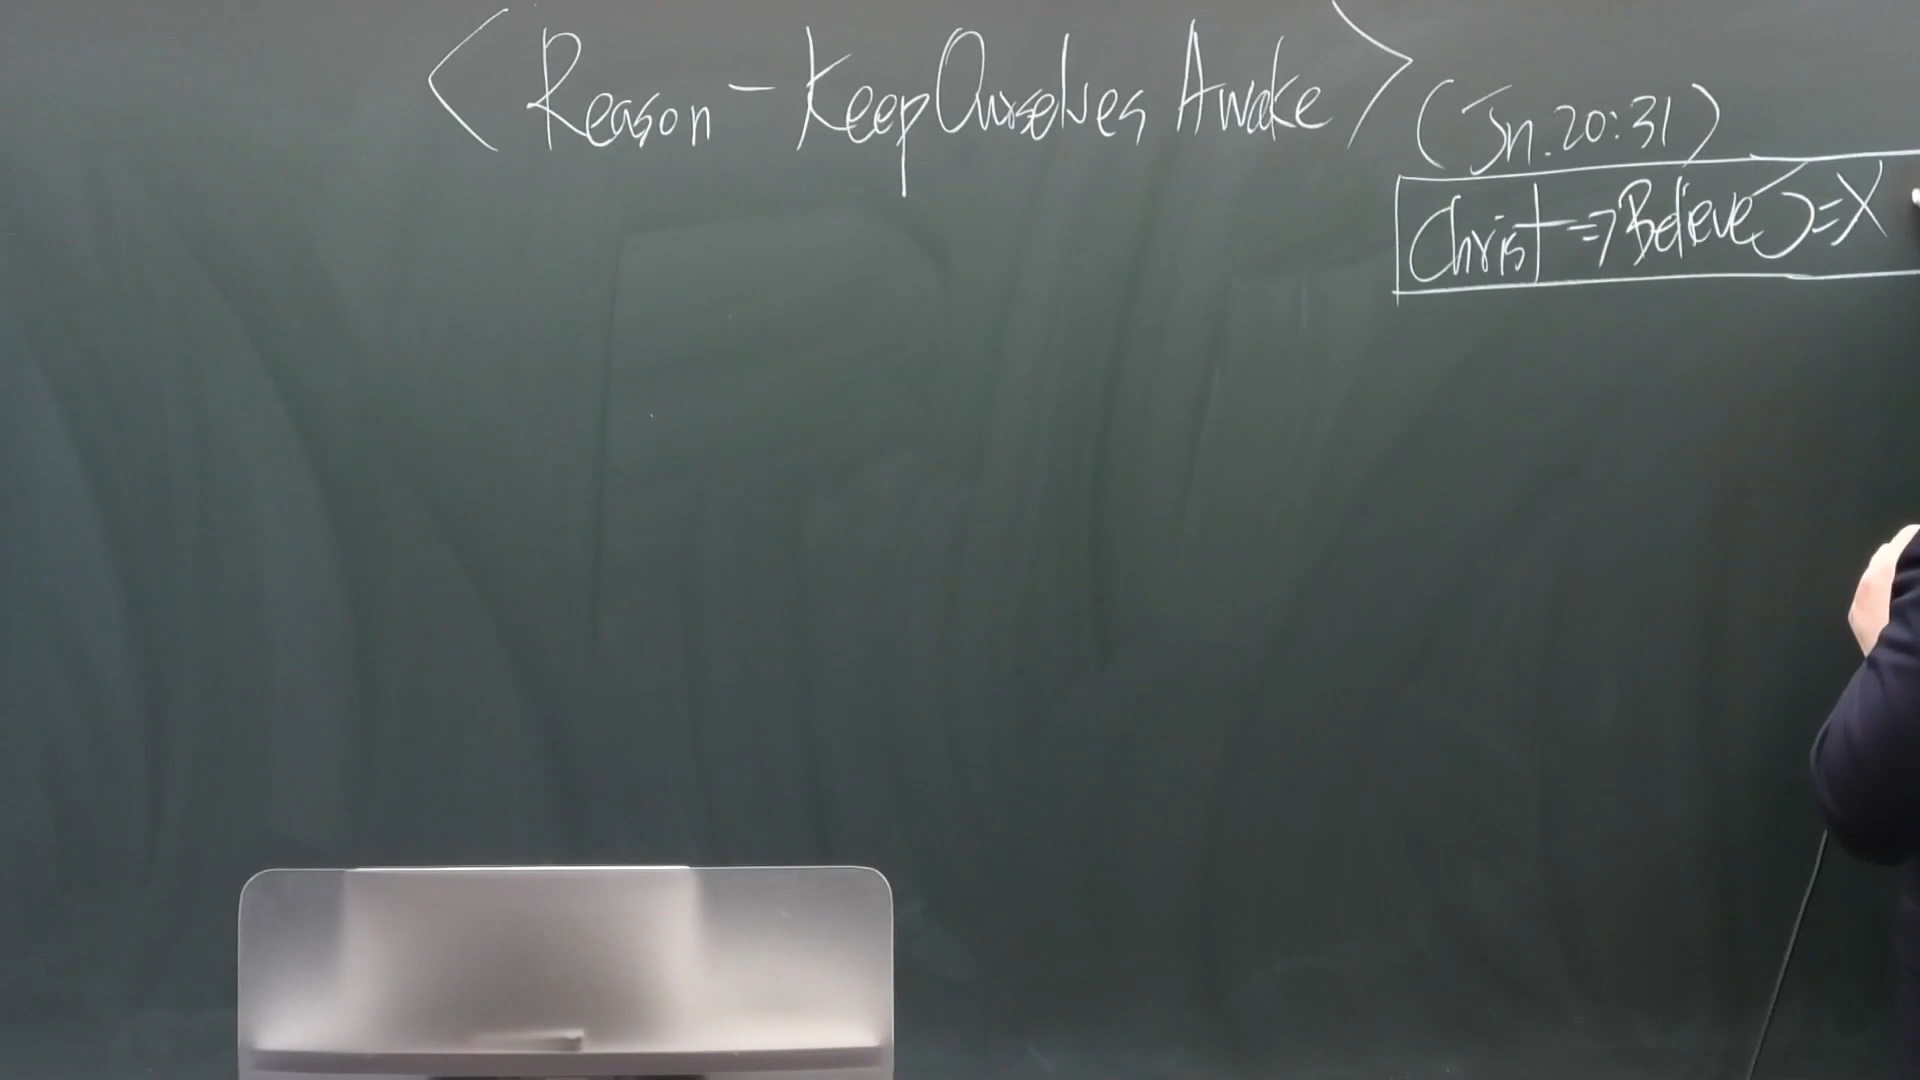 <Reason - Keep Ourselves Awake>
(Jn. 20:31)
Christ => Believe) = X